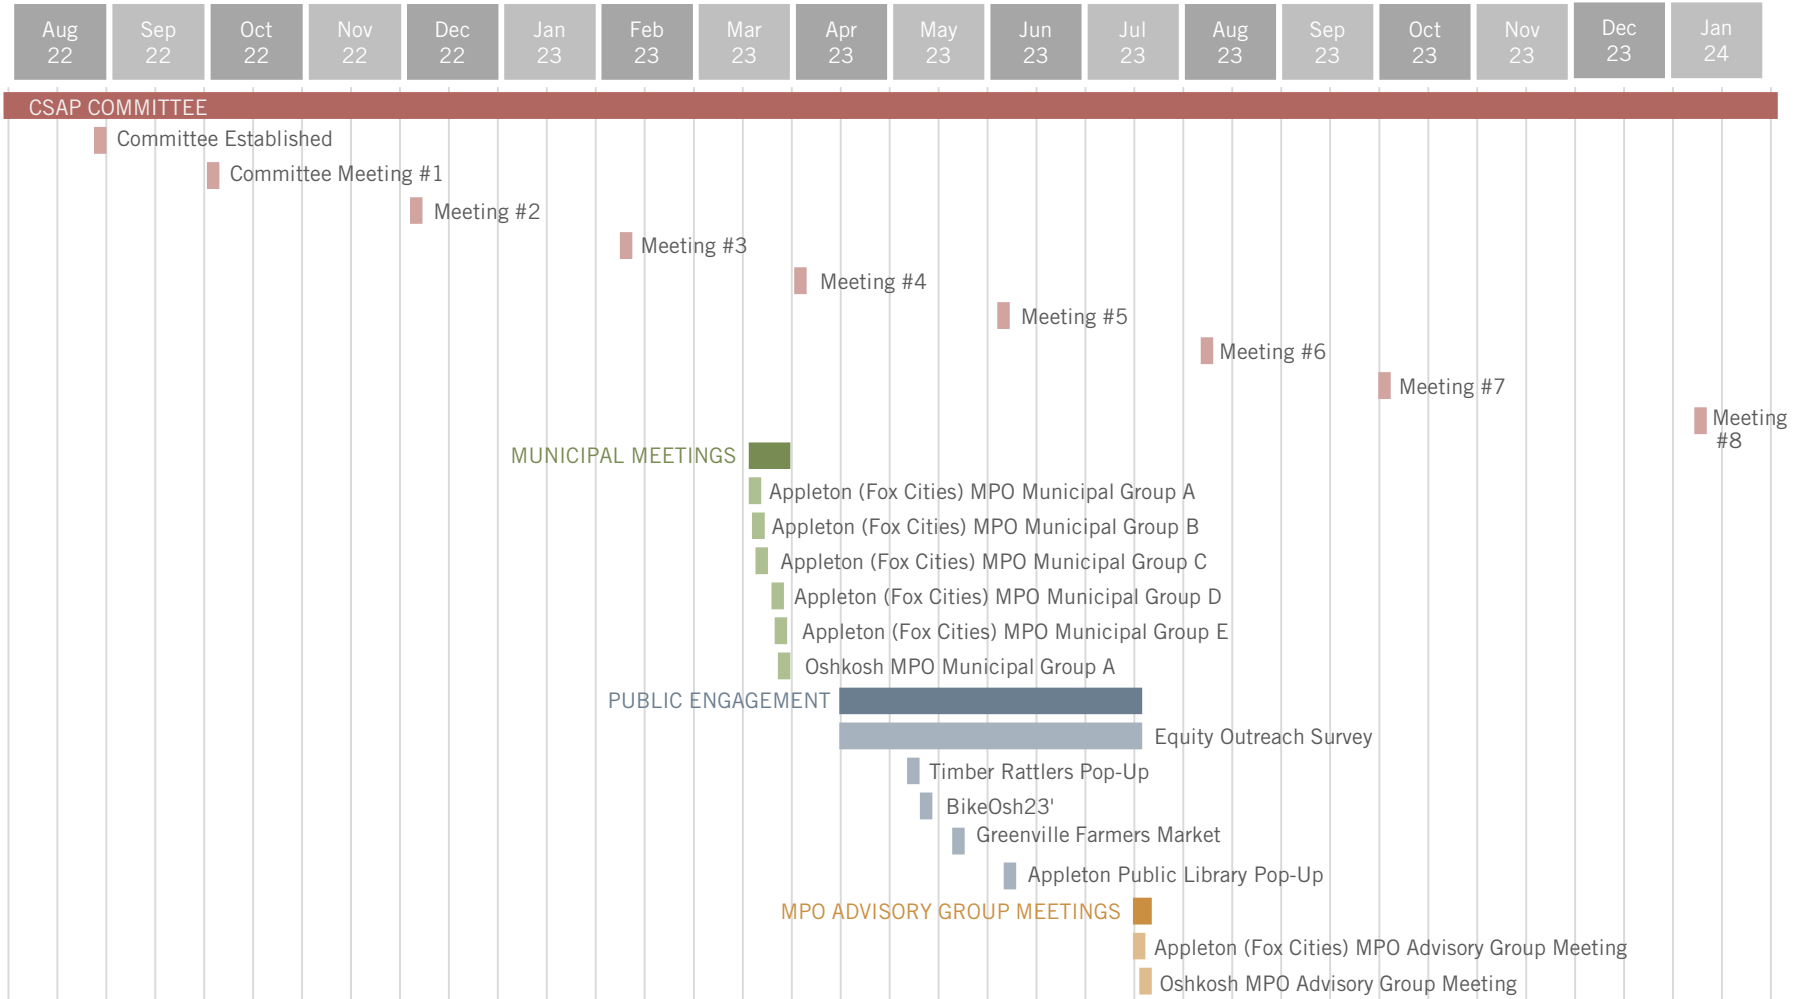 Aug Sep Oct Nov Dec Jan Feb Mar Apr May Jun Jul Aug Sep Oct Nov Dec Jan
22 22 22 22 22 23 23 23 23 23 23 23 23 23 23 23 23 24
CSAP COMMITTEE
Committee Established
Committee Meeting #1
Meeting #2
Meeting #3
Meeting #4
Meeting #5
Meeting #6
Meeting #7
Meeting
#8
MUNICIPAL MEETINGS
Appleton (Fox Cities) MPO Municipal Group A
Appleton (Fox Cities) MPO Municipal Group B
Appleton (Fox Cities) MPO Municipal Group C
Appleton (Fox Cities) MPO Municipal Group D
Appleton (Fox Cities) MPO Municipal Group E
Oshkosh MPO Municipal Group A
PUBLIC ENGAGEMENT
Equity Outreach Survey
Timber Rattlers Pop-Up
BikeOsh23'
Greenville Farmers Market
Appleton Public Library Pop-Up
MPO ADVISORY GROUP MEETINGS
Appleton (Fox Cities) MPO Advisory Group Meeting
Oshkosh MPO Advisory Group Meeting